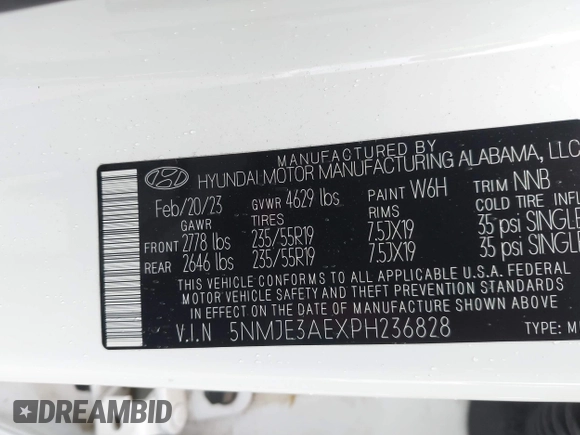 MANUFACTURED BY
HYUNDAI MOTOR MANUFACTURING ALABAMA, LLC
Feb/20/23 GVWR 4629 lbs PAINT W6H TRIM NNB
GAWR TIRES RIMS COLD TIRE INFL
FRONT 2778 lbs 235/55R19 7.5JX19 35 psi SINGLE
REAR 2646 lbs 235/55R19 7.5JX19 35 psi SINGLE
THIS VEHICLE CONFORMS TO ALL APPLICABLE U.S.A. FEDERAL
MOTOR VEHICLE SAFETY AND THEFT PREVENTION STANDARDS
IN EFFECT ON THE DATE OF MANUFACTURE SHOWN ABOVE
V.I.N 5NMJE3AEXPH236828 TYPE:
DREAMBID